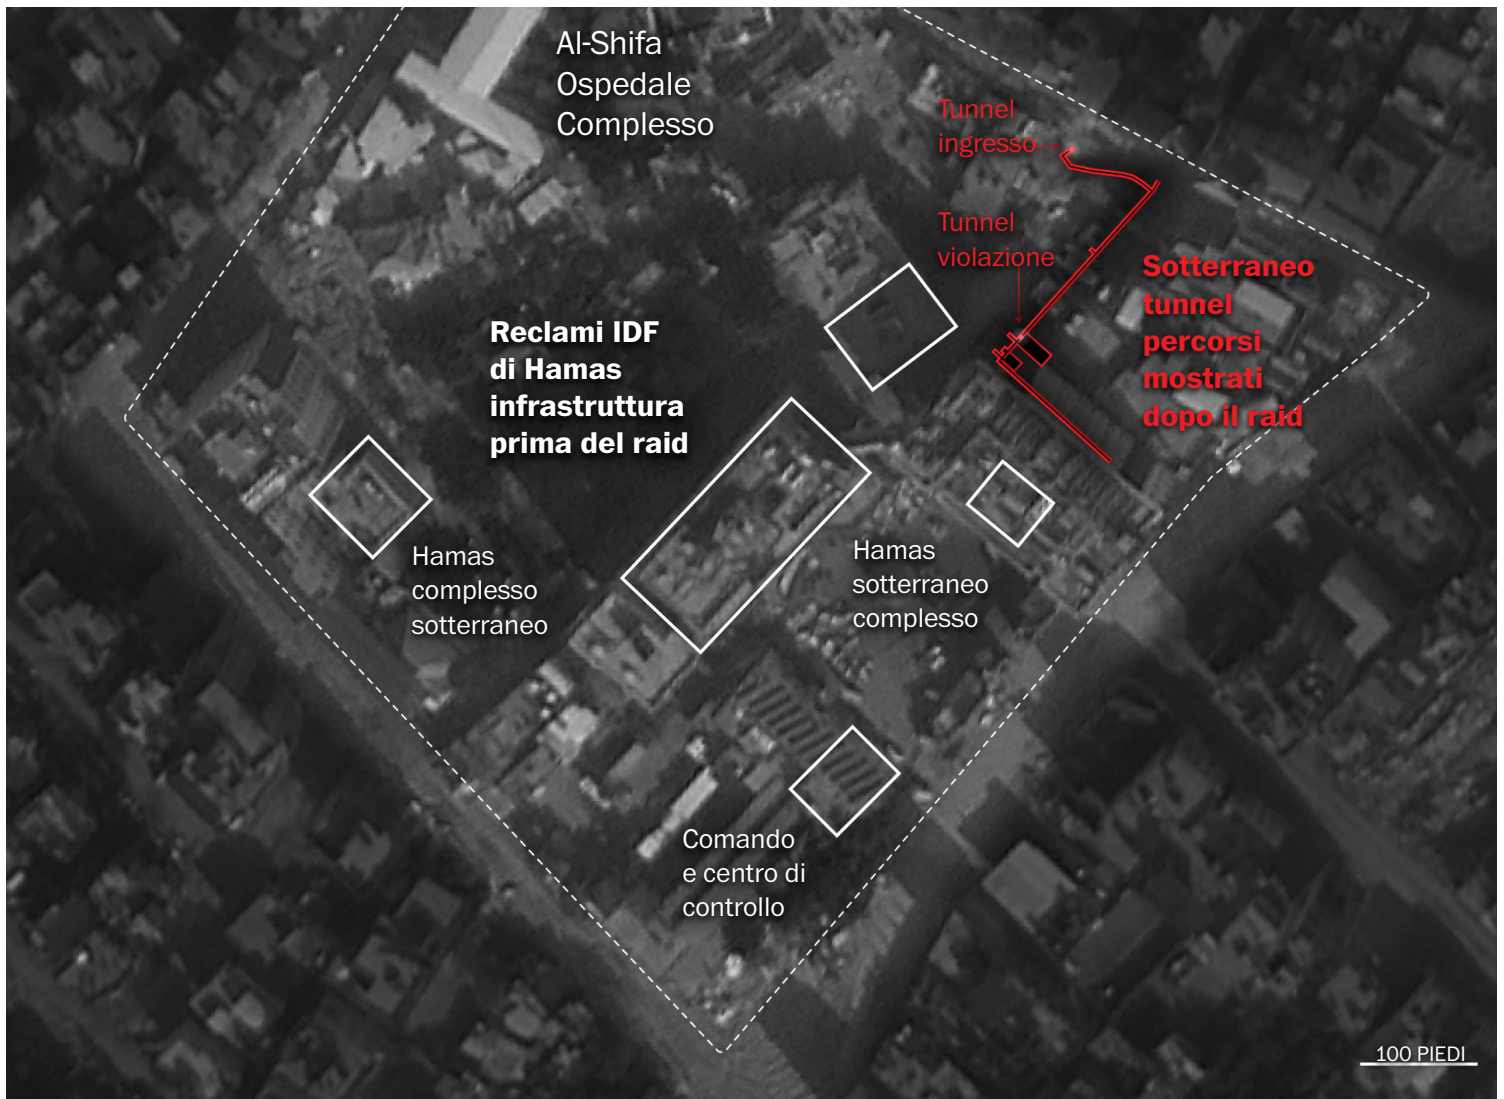 Al-Shifa
Ospedale
Complesso
Tunnel
ingresso
Tunnel
violazione
Sotterraneo
tunnel
percorsi
mostrati
dopo il raid
Reclami IDF
di Hamas
infrastruttura
prima del raid
Hamas
complesso
sotterraneo
Hamas
sotterraneo
complesso
Comando
e centro di
controllo
100 PIEDI